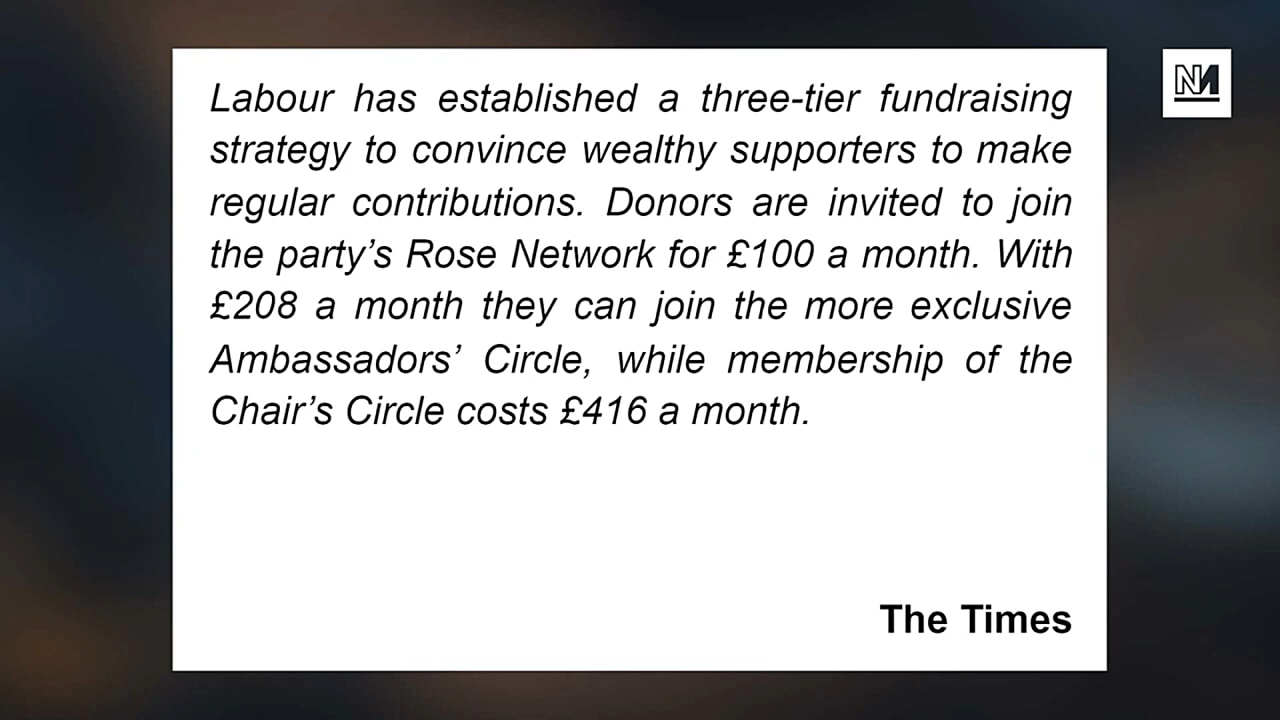 Labour has established a three-tier fundraising
strategy to convince wealthy supporters to make
regular contributions. Donors are invited to join
the party’s Rose Network for £100 a month. With
£208 a month they can join the more exclusive
Ambassadors’ Circle, while membership of the
Chair’s Circle costs £416 a month.
The Times
NM